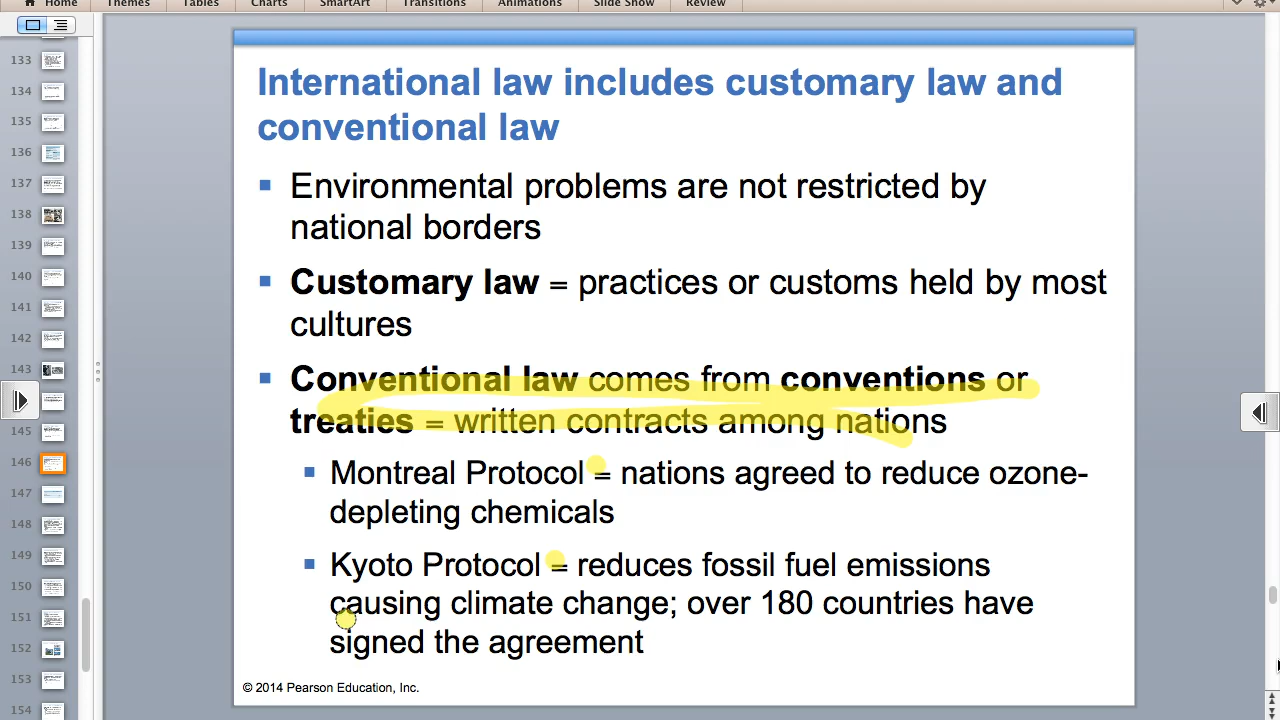 Home Themes Tables Charts SmartArt Transitions Animations Slide Show Review
International law includes customary law and
conventional law
Environmental problems are not restricted by
national borders
Customary law = practices or customs held by most
cultures
Conventional law comes from conventions or
treaties = written contracts among nations
Montreal Protocol = nations agreed to reduce ozone-
depleting chemicals
Kyoto Protocol = reduces fossil fuel emissions
causing climate change; over 180 countries have
signed the agreement
© 2014 Pearson Education, Inc.
133
134
135
136
137
138
139
140
141
142
143
145
146
147
148
149
150
151
152
153
154